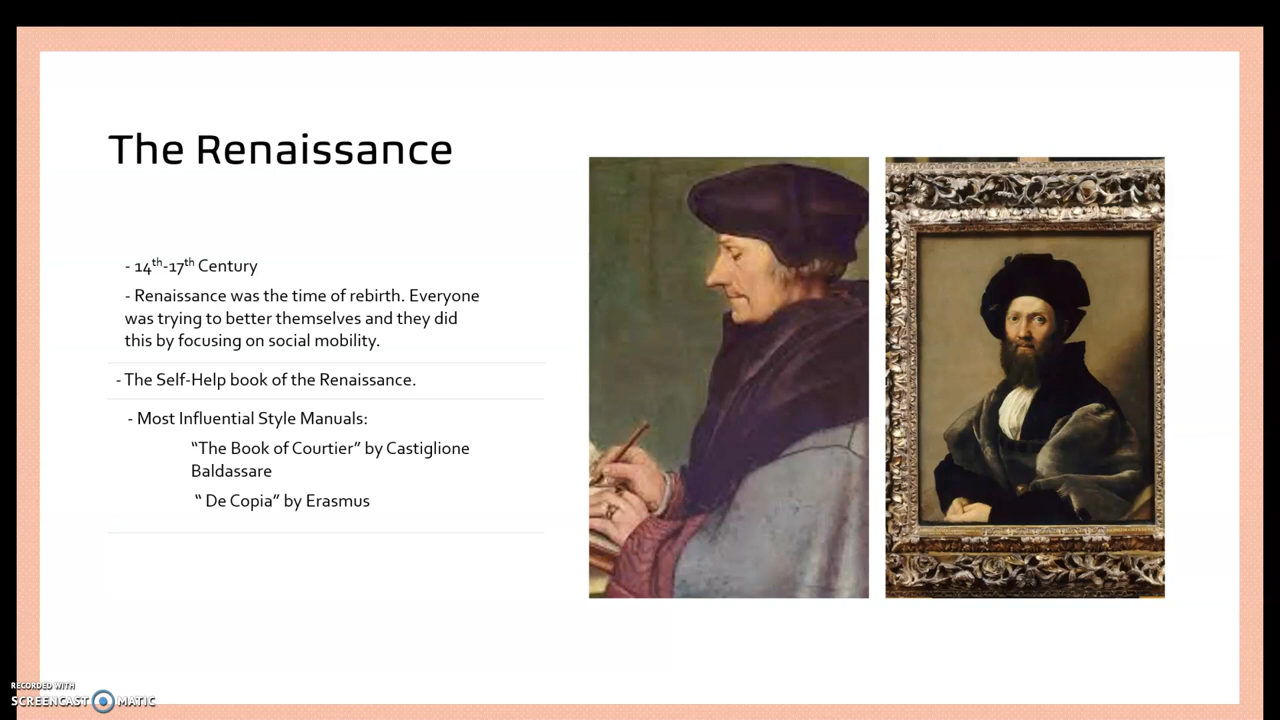 The Renaissance
- 14th-17th Century
- Renaissance was the time of rebirth. Everyone
was trying to better themselves and they did
this by focusing on social mobility.
- The Self-Help book of the Renaissance.
- Most Influential Style Manuals:
“The Book of Courtier” by Castiglione
Baldassare
“ De Copia” by Erasmus
RECORDED WITH
SCREENCAST MATIC